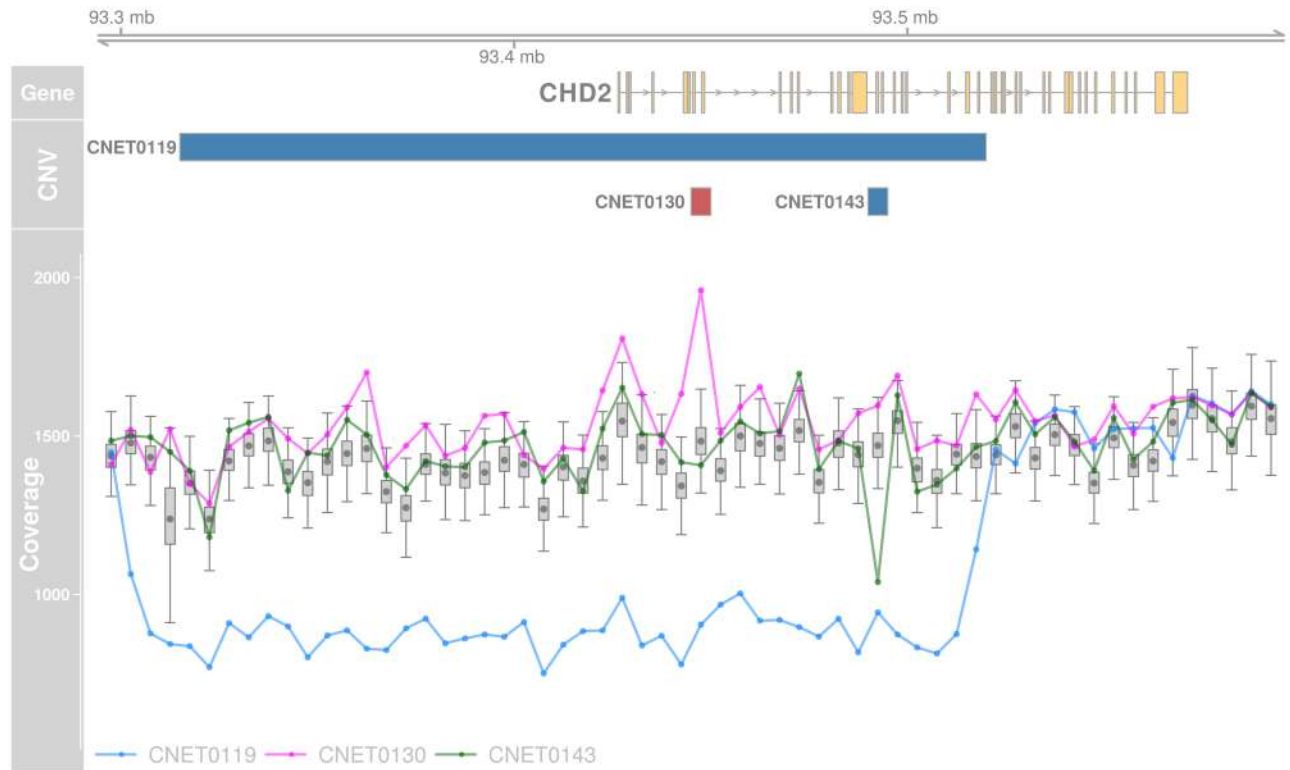 93.3 mb
93.5 mb
93.4 mb
Gene
CHD2
CNV
CNET0119
CNET0130
CNET0143
Coverage
2000
1500
1000
CNET0119
CNET0130
CNET0143